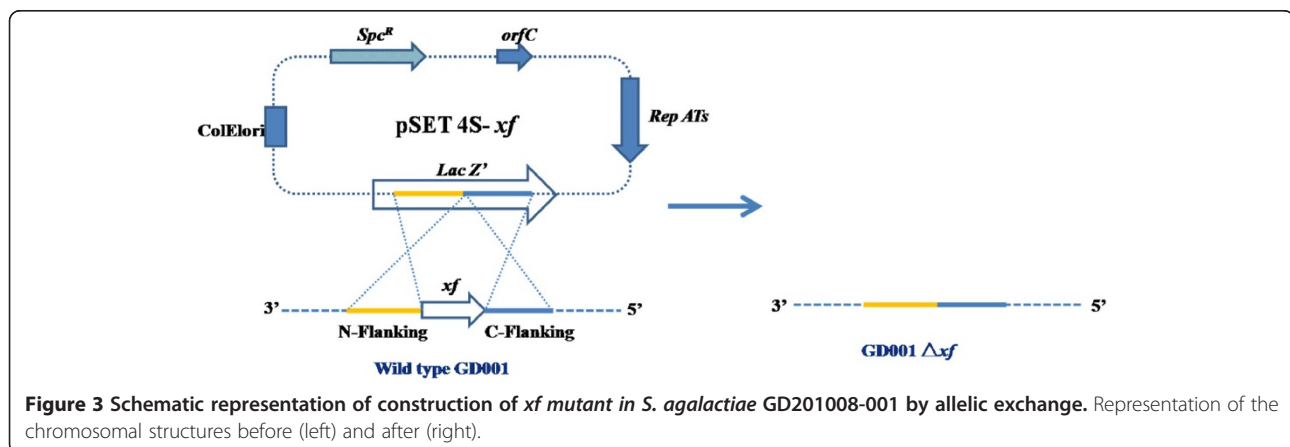 Spc^R orfC
ColElori
pSET 4S- xf
Rep ATs
Lac Z’
xf
3’ 5’
N-Flanking C-Flanking
Wild type GD001
3’ 5’
GD001 △xf
Figure 3 Schematic representation of construction of xf mutant in S. agalactiae GD201008-001 by allelic exchange. Representation of the
chromosomal structures before (left) and after (right).